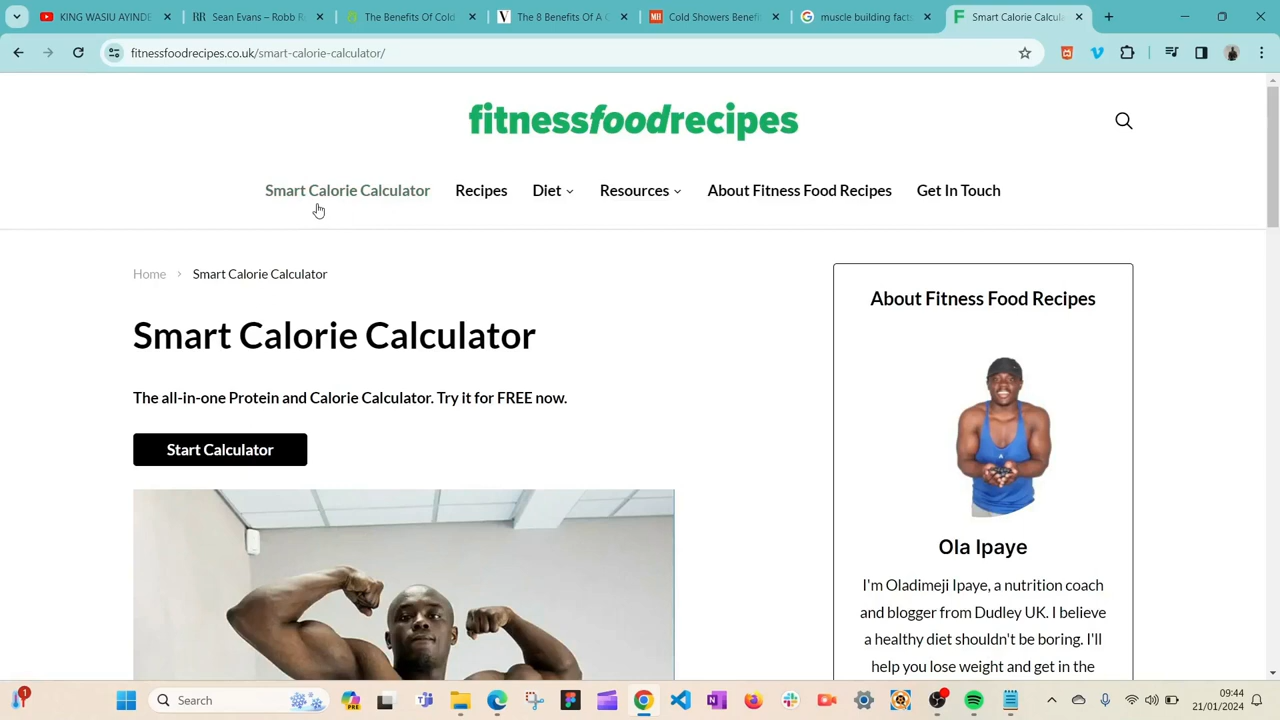 KING WASIU AYINDE
RR Sean Evans – Robb R
The Benefits Of Cold
V The 8 Benefits Of A C
Mii Cold Showers Benef
muscle building fact
Smart Calorie Calcula
fitnessfoodrecipes.co.uk/smart-calorie-calculator/
fitnessfoodrecipes
Smart Calorie Calculator
Recipes
Diet
Resources
About Fitness Food Recipes
Get In Touch
Home > Smart Calorie Calculator
Smart Calorie Calculator
The all-in-one Protein and Calorie Calculator. Try it for FREE now.
Start Calculator
About Fitness Food Recipes
Ola Ipaye
I'm Oladimeji Ipaye, a nutrition coach
and blogger from Dudley UK. I believe
a healthy diet shouldn't be boring. I'll
help you lose weight and get in the
1
Search
PRE
09:44
21/01/2024